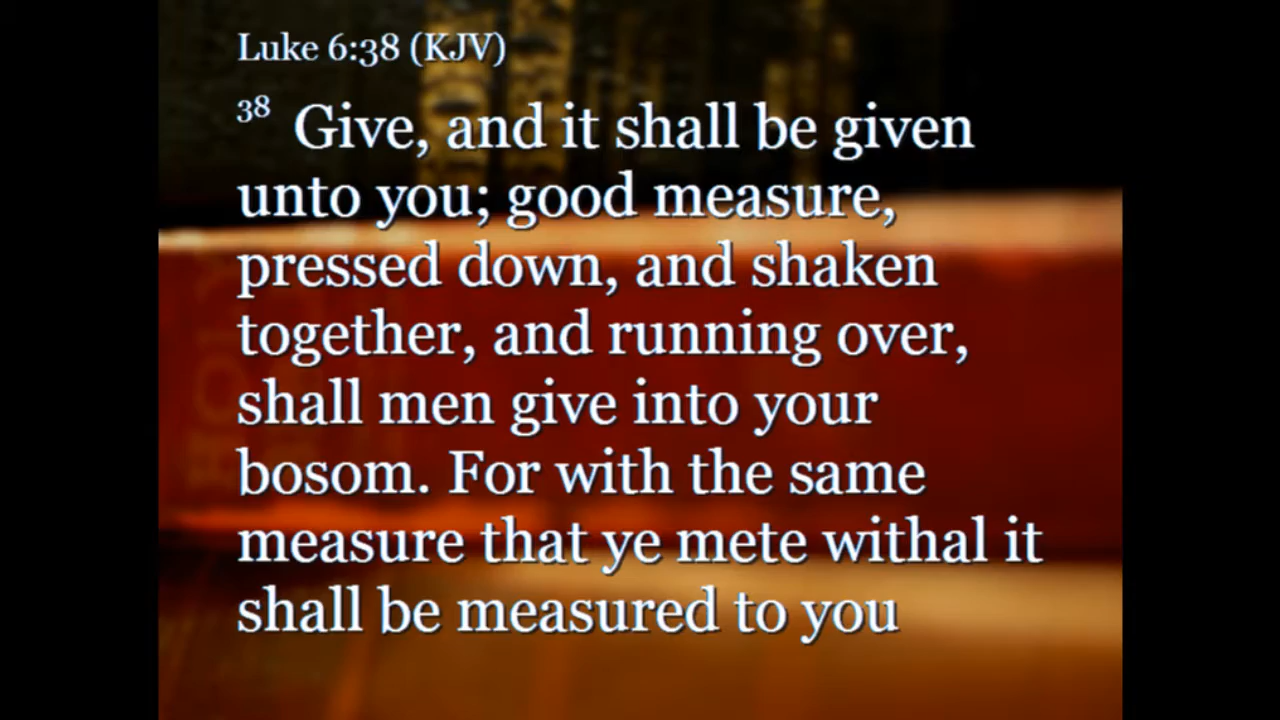 Luke 6:38 (KJV)
38 Give, and it shall be given
unto you; good measure,
pressed down, and shaken
together, and running over,
shall men give into your
bosom. For with the same
measure that ye mete withal it
shall be measured to you
HOLY